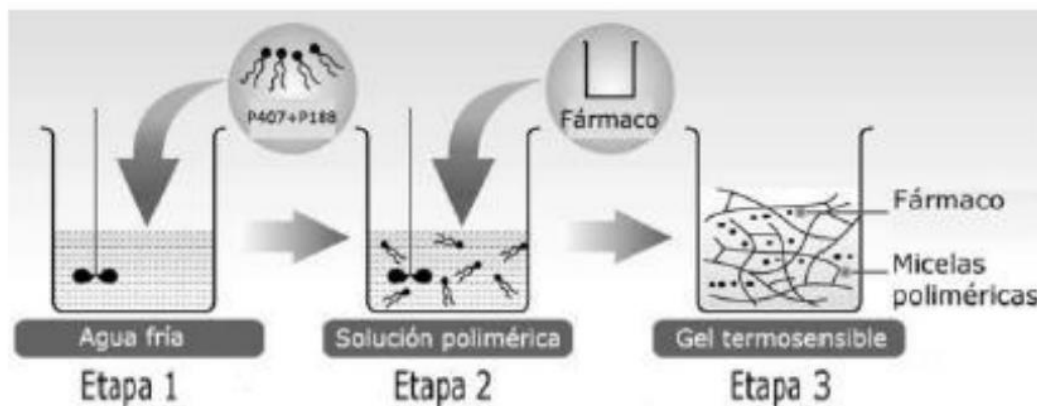 P407+P188
Fármaco
Fármaco
Micelas
poliméricas
Agua fría
Solución polimérica
Gel termosensible
Etapa 1
Etapa 2
Etapa 3